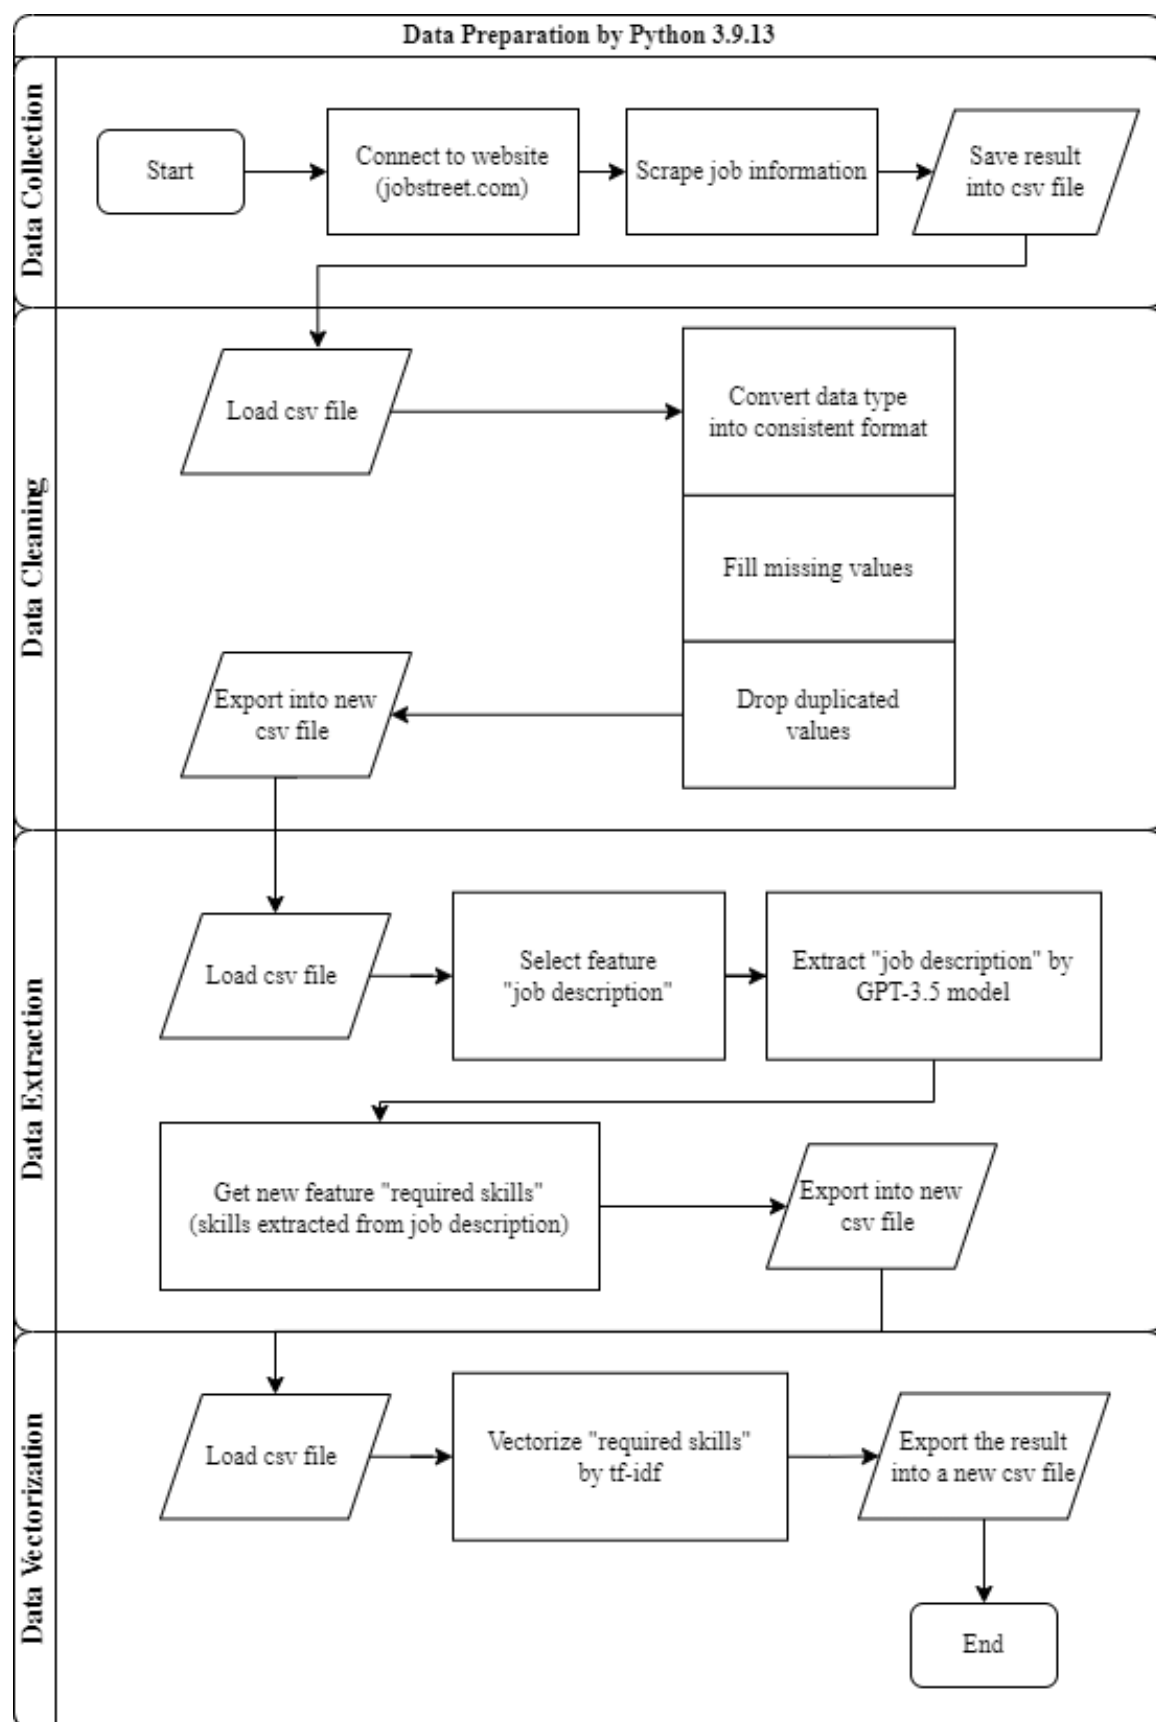 Data Preparation by Python 3.9.13
Data Collection
Start
Connect to website
(jobstreet.com)
Scrape job information
Save result
into csv file
Data Cleaning
Load csv file
Convert data type
into consistent format
Fill missing values
Drop duplicated
values
Export into new
csv file
Data Extraction
Load csv file
Select feature
"job description"
Extract "job description" by
GPT-3.5 model
Get new feature "required skills"
(skills extracted from job description)
Export into new
csv file
Data Vectorization
Load csv file
Vectorize "required skills"
by tf-idf
Export the result
into a new csv file
End